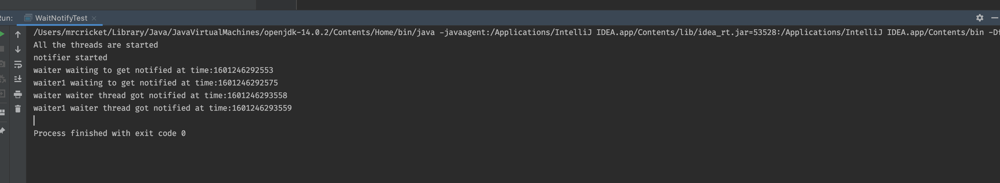 Run: WaitNotifyTest
/Users/mrcricket/Library/Java/JavaVirtualMachines/openjdk-14.0.2/Contents/Home/bin/java -javaagent:/Applications/IntelliJ IDEA.app/Contents/lib/idea_rt.jar=53528:/Applications/IntelliJ IDEA.app/Contents/bin -Df
All the threads are started
notifier started
waiter waiting to get notified at time:1601246292553
waiter1 waiting to get notified at time:1601246292575
waiter waiter thread got notified at time:1601246293558
waiter1 waiter thread got notified at time:1601246293559
Process finished with exit code 0